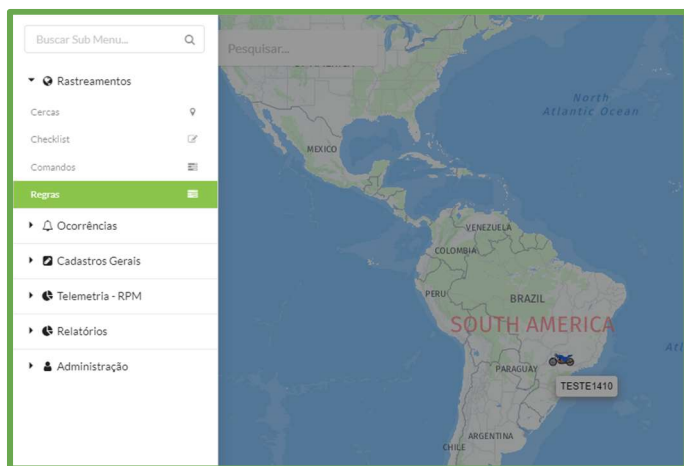 Buscar Sub Menu...
Rastreamentos
Cercas
Checklist
Comandos
Regras
Ocorrências
Cadastros Gerais
Telemetria - RPM
Relatórios
Administração
Pesquisar...
North
Atlantic Ocean
MEXICO
VENEZUELA
COLOMBIA
PERU
BRAZIL
SOUTH AMERICA
PARAGUAY
TESTE1410
ARGENTINA
CHILE